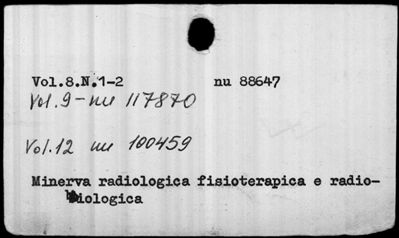 Vol.8.N.1-2 nu 88647
Vol.9-nu 117870
Vol.12 nu 100459
Minerva radiologica fisioterapica e radio-
biologica